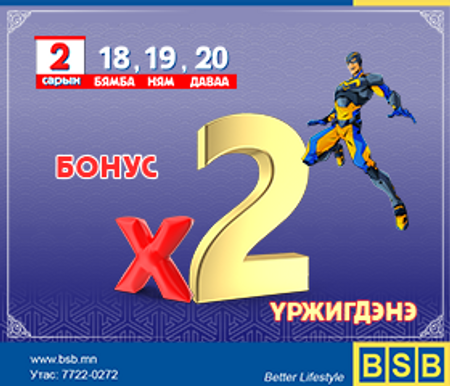 2 сарын
18, 19, 20
БЯМБА НЯМ ДАВАА
БОНУС
x2
ҮРЖИГДЭНЭ
www.bsb.mn
Утас: 7722-0272
Better Lifestyle
BSB